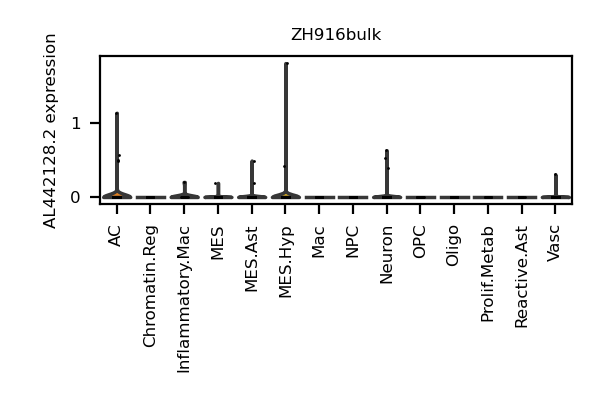 ZH916bulk
AL442128.2 expression
1
0
AC
Chromatin.Reg
Inflammatory.Mac
MES
MES.Ast
MES.Hyp
Mac
NPC
Neuron
OPC
Oligo
Prolif.Metab
Reactive.Ast
Vasc